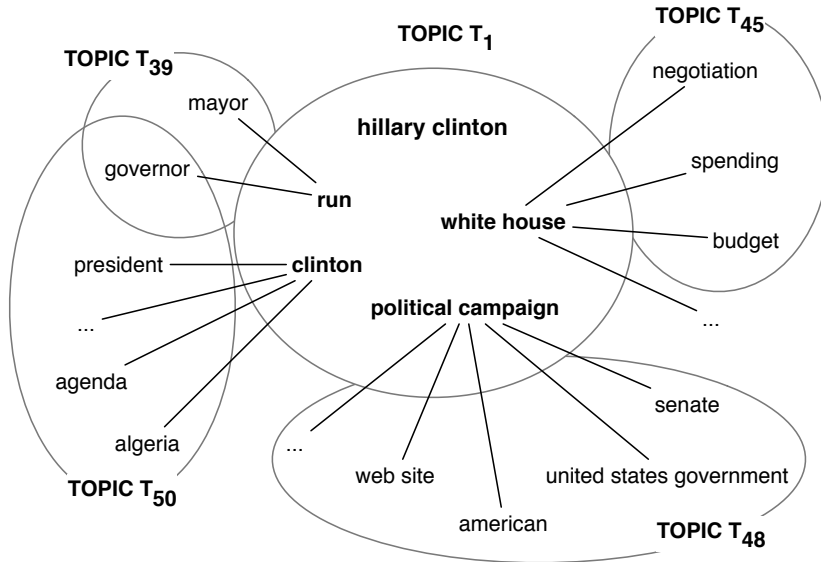 TOPIC T45
TOPIC T1
TOPIC T39
negotiation
mayor
hillary clinton
governor
spending
run
white house
budget
president
clinton
political campaign
...
...
agenda
senate
algeria
...
web site
united states government
TOPIC T50
american
TOPIC T48